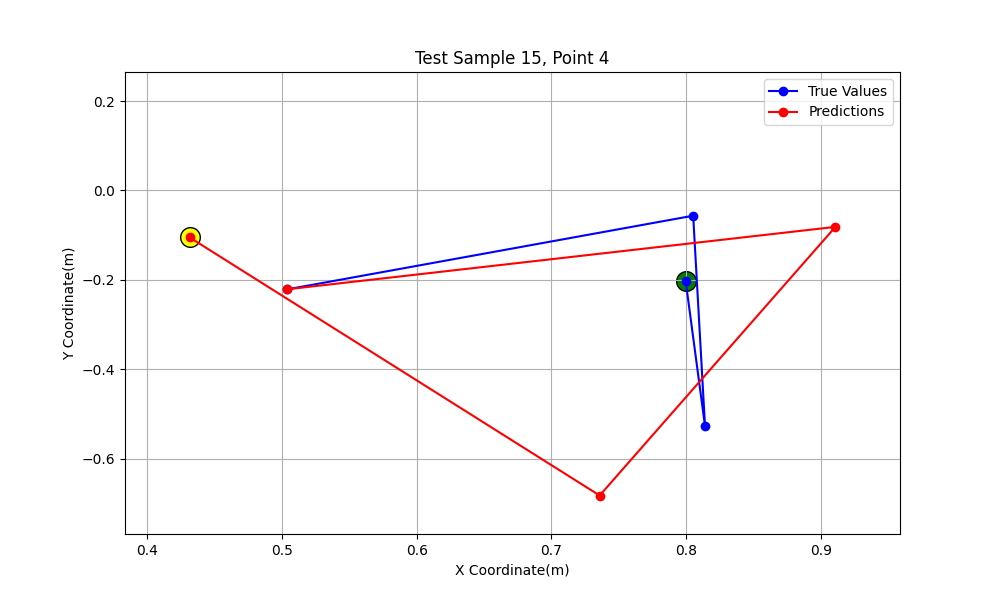 Test Sample 15, Point 4
True Values
Predictions
0.2
0.0
−0.2
−0.4
−0.6
Y Coordinate(m)
0.4
0.5
0.6
0.7
0.8
0.9
X Coordinate(m)